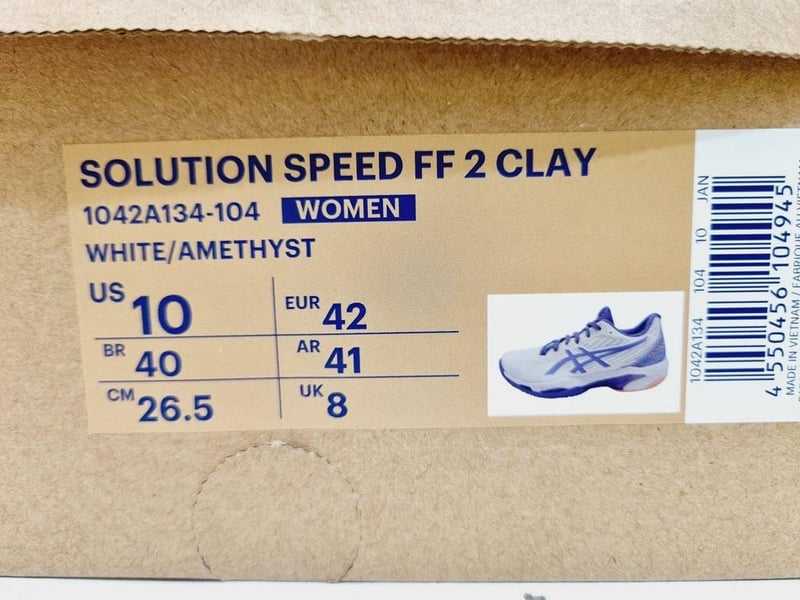 SOLUTION SPEED FF 2 CLAY
1042A134-104 WOMEN
WHITE/AMETHYST
US 10 EUR 42
BR 40 AR 41
CM 26.5 UK 8
1042A134 104 10 JAN
4 550456 104945
MADE IN VIETNAM / FABRIQUÉ AU VIETNAM